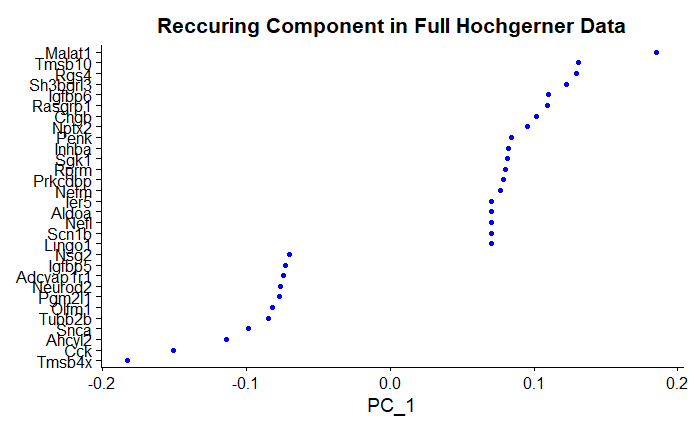 Reccuring Component in Full Hochgerner Data
Malat1
Tmsb10
Rgs4
Sh3bgrl3
Igfbp6
Rasgrp1
Chgb
Nptx2
Penk
Inhba
Sgk1
Rprm
Prkcdbp
Nefm
Ier5
Aldoa
Nefl
Scn1b
Lingo1
Nsg2
Igfbp5
Adcyap1r1
Neurod2
Pgm2l1
Olfm1
Tubb2b
Snca
Ahcyl2
Cck
Tmsb4x
-0.2 -0.1 0.0 0.1 0.2
PC_1